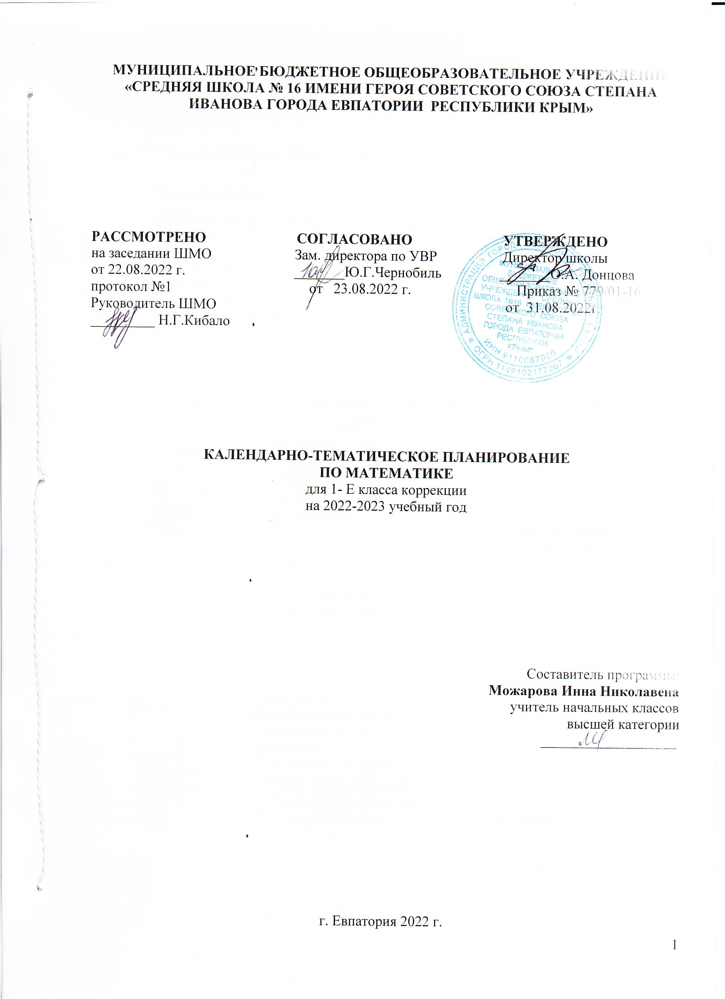 МУНИЦИПАЛЬНОЕ БЮДЖЕТНОЕ ОБЩЕОБРАЗОВАТЕЛЬНОЕ УЧРЕЖДЕНИЕ
«СРЕДНЯЯ ШКОЛА № 16 ИМЕНИ ГЕРОЯ СОВЕТСКОГО СОЮЗА СТЕПАНА
ИВАНОВА ГОРОДА ЕВПАТОРИИ РЕСПУБЛИКИ КРЫМ»
РАССМОТРЕНО
на заседании ШМО
от 22.08.2022 г.
протокол №1
Руководитель ШМО
__________ Н.Г.Кибало
СОГЛАСОВАНО
Зам. директора по УВР
________Ю.Г.Чернобиль
от 23.08.2022 г.
УТВЕРЖДЕНО
Директор школы
________О.А. Донцова
Приказ № 779/01-16
от 31.08.2022г.
АДМИНИСТРАЦИЯ ГОРОДА
МУНИЦИПАЛЬНОЕ
БЮДЖЕТНОЕ
ОБЩЕОБРАЗОВАТЕЛЬНОЕ
УЧРЕЖДЕНИЕ "СРЕДНЯЯ
ШКОЛА №16 ИМЕНИ
СОВЕТСКОГО СОЮЗА
СТЕПАНА ИВАНОВА
ГОРОДА ЕВПАТОРИИ
РЕСПУБЛИКИ
КРЫМ"
ИНН 9110087000
ОГРН 1149102177267
КАЛЕНДАРНО-ТЕМАТИЧЕСКОЕ ПЛАНИРОВАНИЕ
ПО МАТЕМАТИКЕ
для 1- Е класса коррекции
на 2022-2023 учебный год
Составитель программы:
Можарова Инна Николавена
учитель начальных классов
высшей категории
г. Евпатория 2022 г.
1